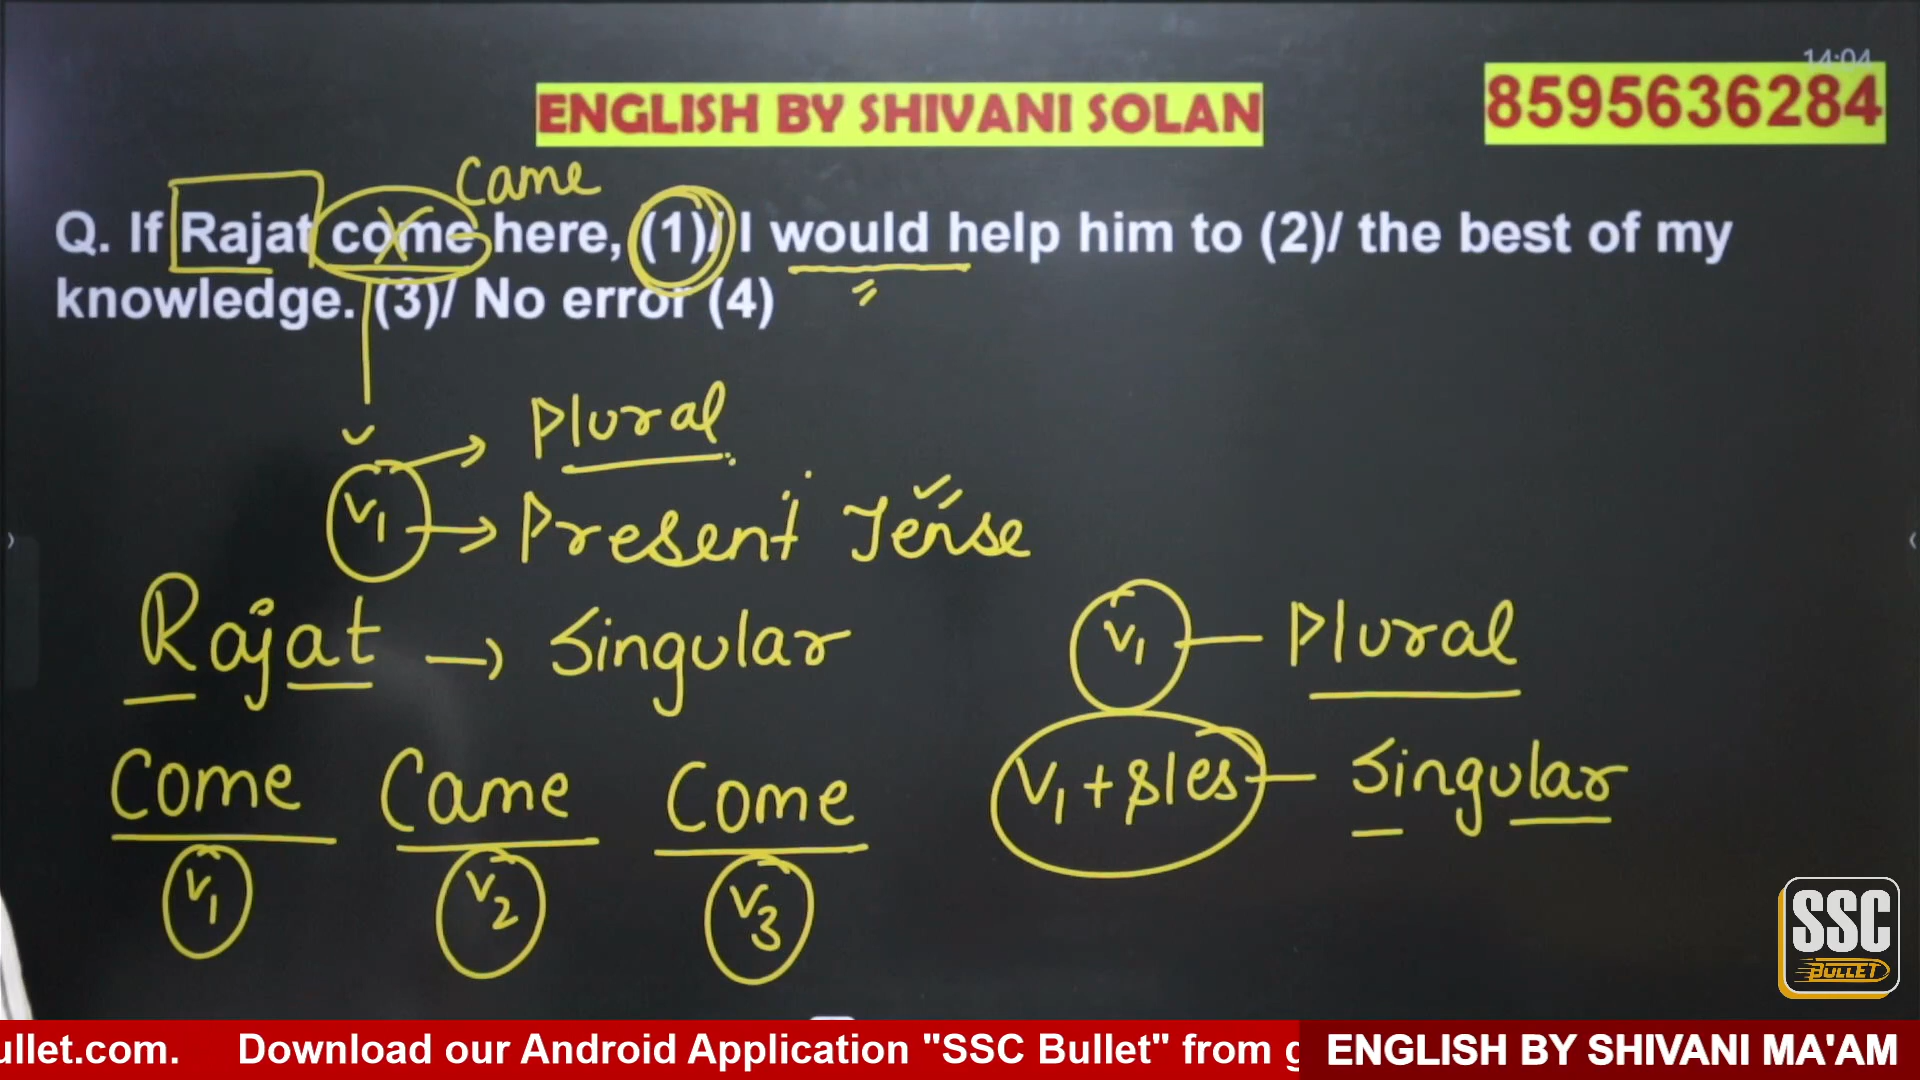 14:04
ENGLISH BY SHIVANI SOLAN
8595636284
Came
Q. If Rajat come here, (1)/ I would help him to (2)/ the best of my
knowledge. (3)/ No error (4)
Plural
V1 → Present Tense
Rajat → Singular
V1 — Plural
Come Came Come
V1 + s/es — Singular
V1 V2 V3
SSC
BULLET
ullet.com. Download our Android Application "SSC Bullet" from g
ENGLISH BY SHIVANI MA'AM